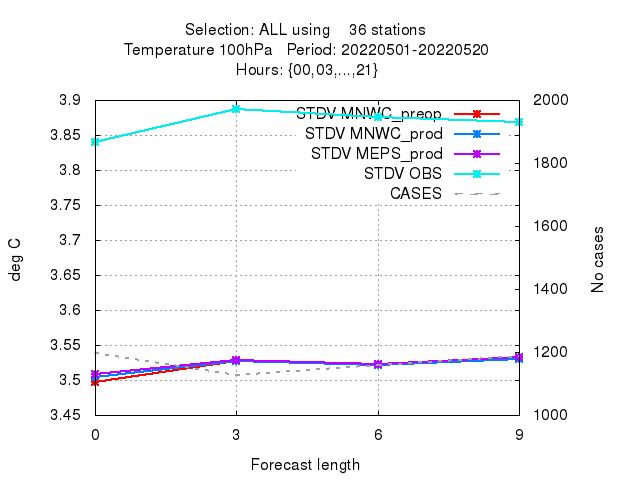 Selection: ALL using 36 stations
Temperature 100hPa Period: 20220501-20220520
Hours: {00,03,...,21}
3.9
3.85
3.8
3.75
3.7
3.65
3.6
3.55
3.5
3.45
2000
1800
1600
1400
1200
1000
STDV MNWC_preop
STDV MNWC_prod
STDV MEPS_prod
STDV OBS
CASES
deg C
No cases
0 3 6 9
Forecast length